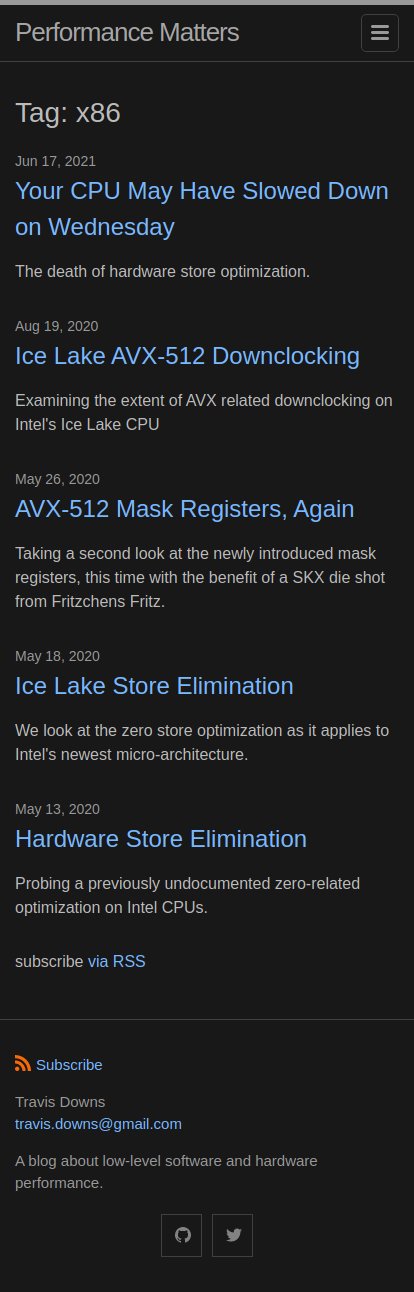 Performance Matters
Tag: x86
Jun 17, 2021
Your CPU May Have Slowed Down
on Wednesday
The death of hardware store optimization.
Aug 19, 2020
Ice Lake AVX-512 Downclocking
Examining the extent of AVX related downclocking on
Intel's Ice Lake CPU
May 26, 2020
AVX-512 Mask Registers, Again
Taking a second look at the newly introduced mask
registers, this time with the benefit of a SKX die shot
from Fritzchens Fritz.
May 18, 2020
Ice Lake Store Elimination
We look at the zero store optimization as it applies to
Intel's newest micro-architecture.
May 13, 2020
Hardware Store Elimination
Probing a previously undocumented zero-related
optimization on Intel CPUs.
subscribe via RSS
Subscribe
Travis Downs
travis.downs@gmail.com
A blog about low-level software and hardware
performance.